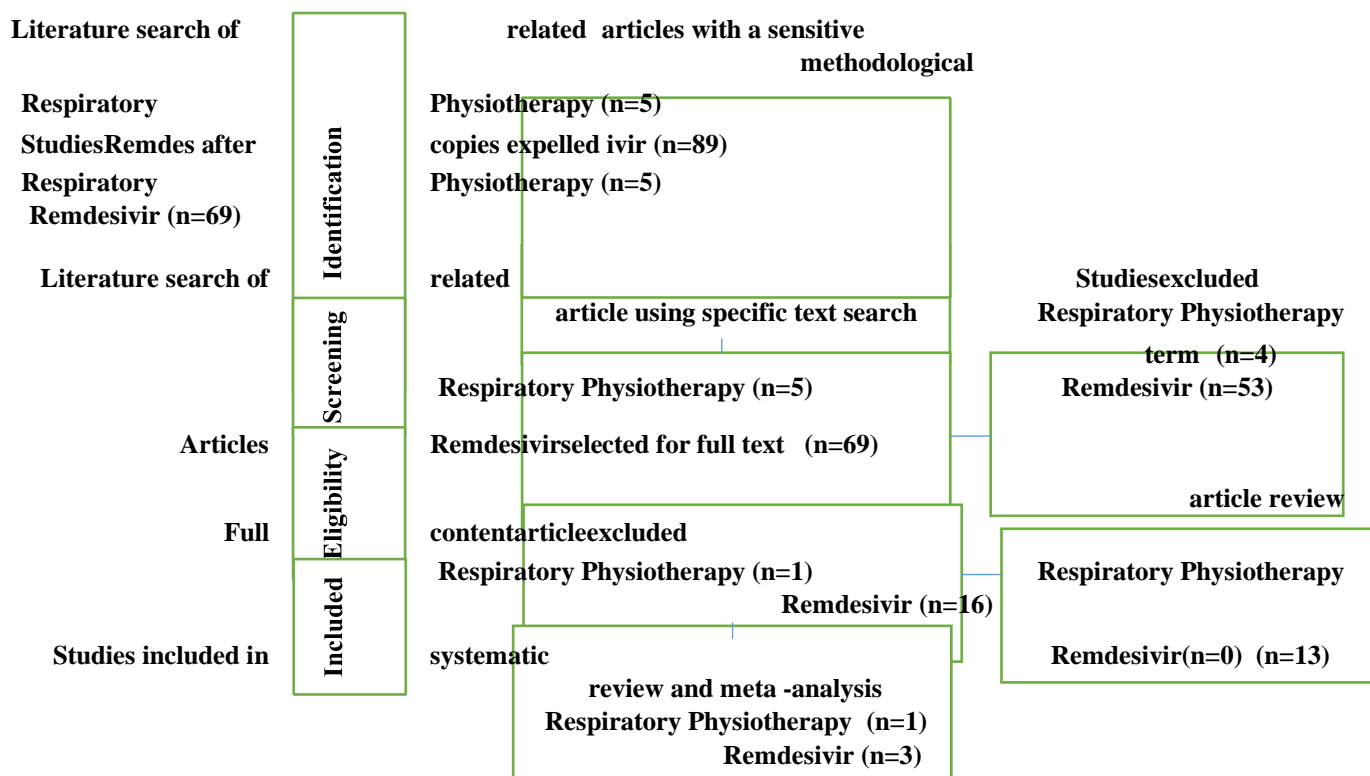 Literature search of related articles with a sensitive
methodological
Respiratory Physiotherapy (n=5)
StudiesRemdes after copies expelled ivir (n=89)
Respiratory Physiotherapy (n=5)
Remdesivir (n=69)
Identification
Literature search of related
Studiesexcluded
article using specific text search
Respiratory Physiotherapy
term (n=4)
Screening
Respiratory Physiotherapy (n=5)
Remdesivir (n=53)
Articles Remdesivirselected for full text (n=69)
article review
Eligibility
Full contentarticleexcluded
Respiratory Physiotherapy (n=1)
Respiratory Physiotherapy
Remdesivir (n=16)
Included
Studies included in systematic
Remdesivir(n=0) (n=13)
review and meta -analysis
Respiratory Physiotherapy (n=1)
Remdesivir (n=3)